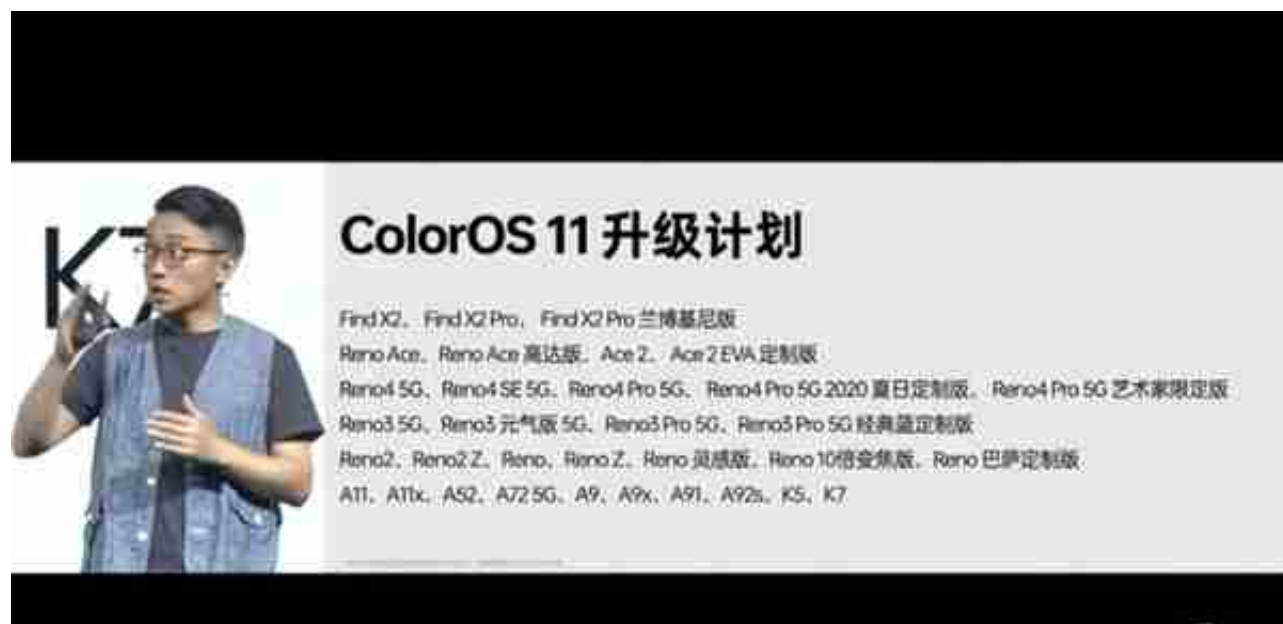 K7
ColorOS 11 升级计划
Find X2、 Find X2 Pro、 Find X2 Pro 兰博基尼版
Reno Ace、Reno Ace 高达版、Ace 2、 Ace 2 EVA 定制版
Reno4 5G、Reno4 SE 5G、Reno4 Pro 5G、 Reno4 Pro 5G 2020 夏日定制版、 Reno4 Pro 5G 艺术家限定版
Reno3 5G、Reno3 元气版 5G、Reno3 Pro 5G、Reno3 Pro 5G 经典蓝定制版
Reno2、Reno2 Z、Reno、Reno Z、Reno 灵感版、Reno 10倍变焦版、Reno 巴萨定制版
A11、A11x、A52、A72 5G、A9、A9x、A91、A92s、K5、K7